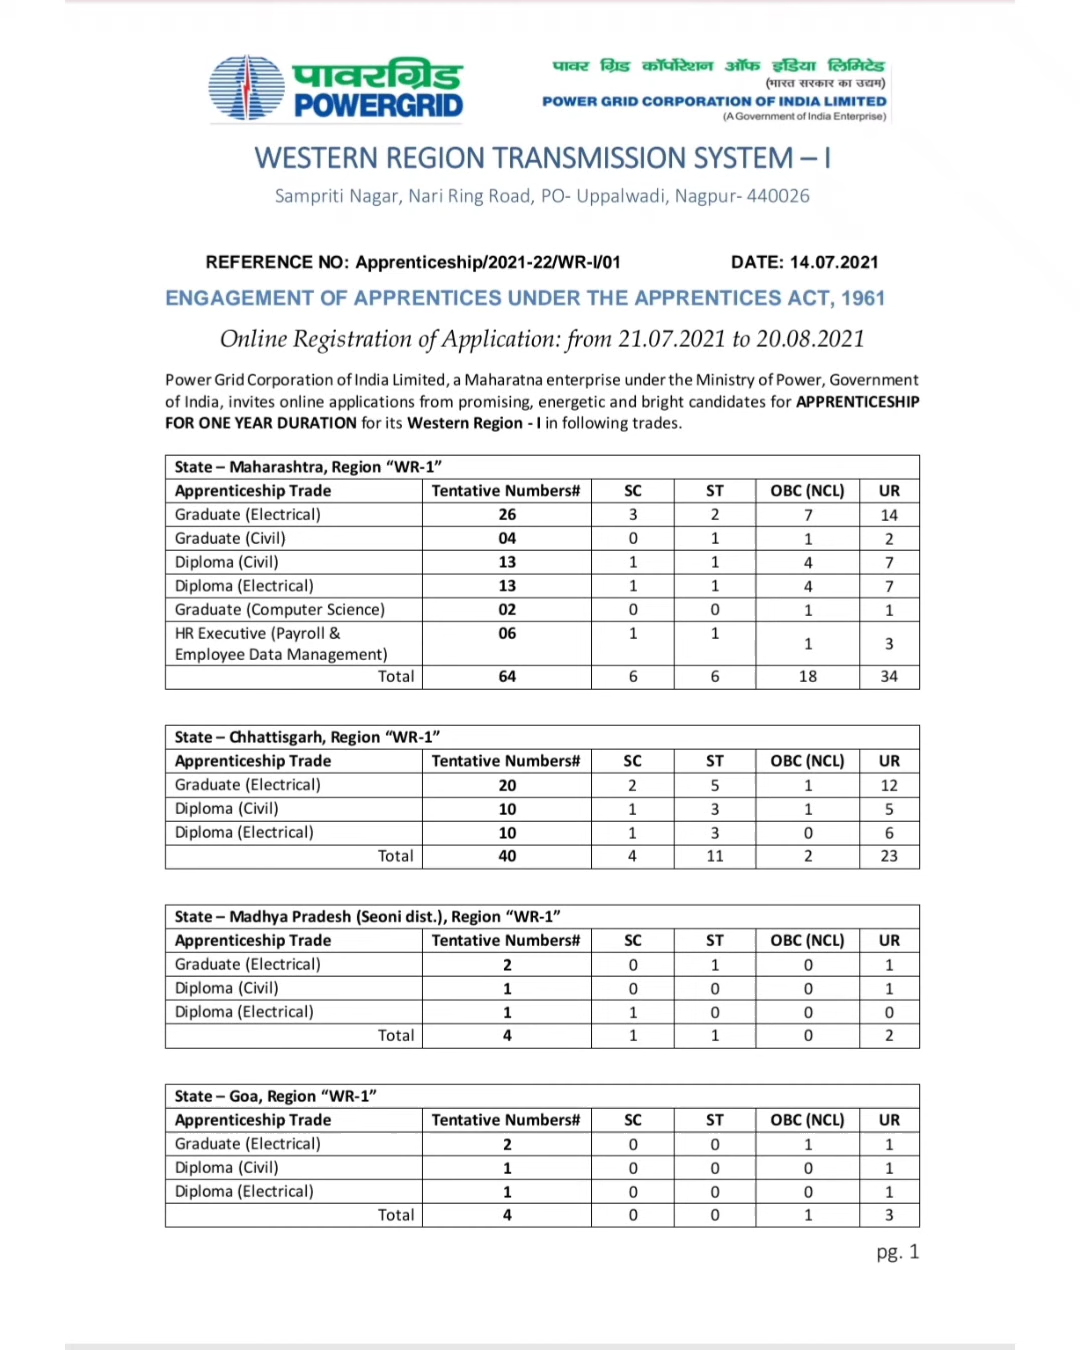 पावरग्रिड
POWERGRID
पावर ग्रिड कॉर्पोरेशन ऑफ इंडिया लिमिटेड
(भारत सरकार का उद्यम)
POWER GRID CORPORATION OF INDIA LIMITED
(A Government of India Enterprise)
WESTERN REGION TRANSMISSION SYSTEM – I
Sampriti Nagar, Nari Ring Road, PO- Uppalwadi, Nagpur- 440026
REFERENCE NO: Apprenticeship/2021-22/WR-I/01 DATE: 14.07.2021
ENGAGEMENT OF APPRENTICES UNDER THE APPRENTICES ACT, 1961
Online Registration of Application: from 21.07.2021 to 20.08.2021
Power Grid Corporation of India Limited, a Maharatna enterprise under the Ministry of Power, Government
of India, invites online applications from promising, energetic and bright candidates for APPRENTICESHIP
FOR ONE YEAR DURATION for its Western Region - I in following trades.
State – Maharashtra, Region “WR-1”
Apprenticeship Trade Tentative Numbers# SC ST OBC (NCL) UR
Graduate (Electrical) 26 3 2 7 14
Graduate (Civil) 04 0 1 1 2
Diploma (Civil) 13 1 1 4 7
Diploma (Electrical) 13 1 1 4 7
Graduate (Computer Science) 02 0 0 1 1
HR Executive (Payroll & 06 1 1 1 3
Employee Data Management)
Total 64 6 6 18 34
State – Chhattisgarh, Region “WR-1”
Apprenticeship Trade Tentative Numbers# SC ST OBC (NCL) UR
Graduate (Electrical) 20 2 5 1 12
Diploma (Civil) 10 1 3 1 5
Diploma (Electrical) 10 1 3 0 6
Total 40 4 11 2 23
State – Madhya Pradesh (Seoni dist.), Region “WR-1”
Apprenticeship Trade Tentative Numbers# SC ST OBC (NCL) UR
Graduate (Electrical) 2 0 1 0 1
Diploma (Civil) 1 0 0 0 1
Diploma (Electrical) 1 1 0 0 0
Total 4 1 1 0 2
State – Goa, Region “WR-1”
Apprenticeship Trade Tentative Numbers# SC ST OBC (NCL) UR
Graduate (Electrical) 2 0 0 1 1
Diploma (Civil) 1 0 0 0 1
Diploma (Electrical) 1 0 0 0 1
Total 4 0 0 1 3
pg. 1